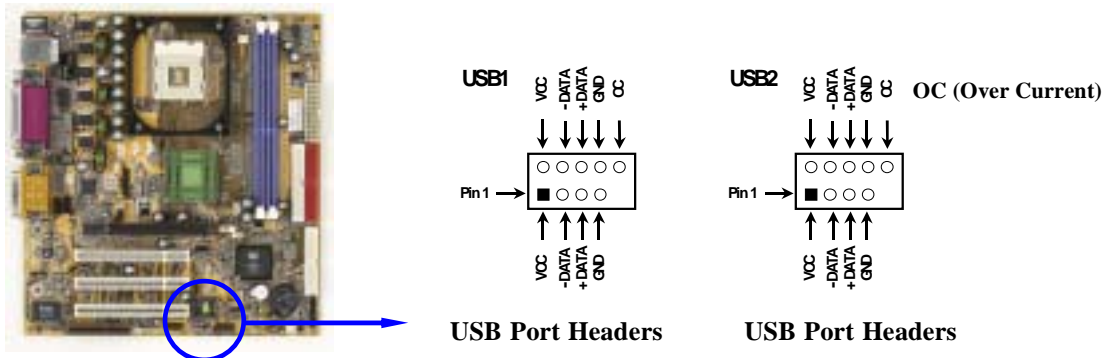 USB1
VCC
-DATA
+DATA
GND
OC
Pin 1
VCC
-DATA
+DATA
GND
USB Port Headers
USB2
VCC
-DATA
+DATA
GND
OC
OC (Over Current)
Pin 1
VCC
-DATA
+DATA
GND
USB Port Headers